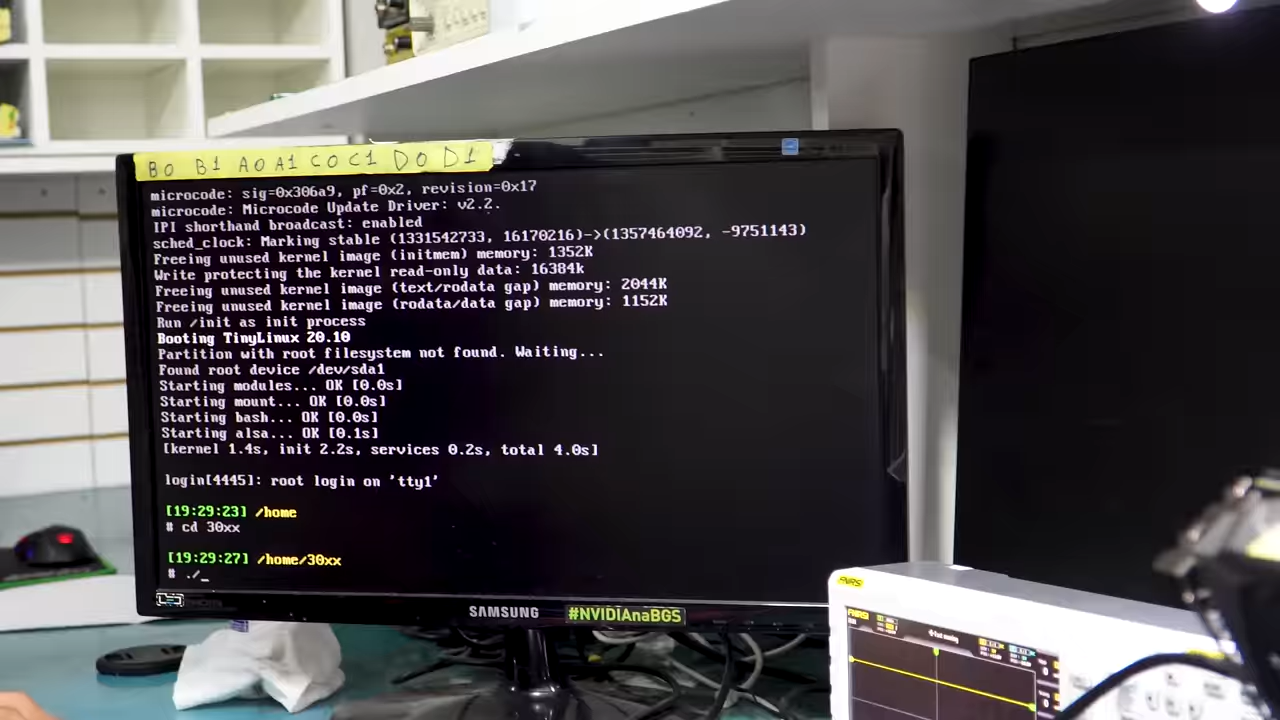 B0 B1 A0 A1 C0 C1 D0 D1
microcode: sig=0x306a9, pf=0x2, revision=0x17
microcode: Microcode Update Driver: v2.2.
IPI shorthand broadcast: enabled
sched_clock: Marking stable (1331542733, 16170216)->(1357464092, -9751143)
Freeing unused kernel image (initmem) memory: 1352K
Write protecting the kernel read-only data: 16384k
Freeing unused kernel image (text/rodata gap) memory: 2044K
Freeing unused kernel image (rodata/data gap) memory: 1152K
Run /init as init process
Booting TinyLinux 20.10
Partition with root filesystem not found. Waiting...
Found root device /dev/sda1
Starting modules... OK [0.0s]
Starting mount... OK [0.0s]
Starting bash... OK [0.0s]
Starting alsa... OK [0.1s]
[kernel 1.4s, init 2.2s, services 0.2s, total 4.0s]
login[4445]: root login on 'tty1'
[19:29:23] /home
# cd 30xx
[19:29:27] /home/30xx
# ./_
HDMI
SAMSUNG
#NVIDIAnaBGS
FNIRSI
FNIRSI